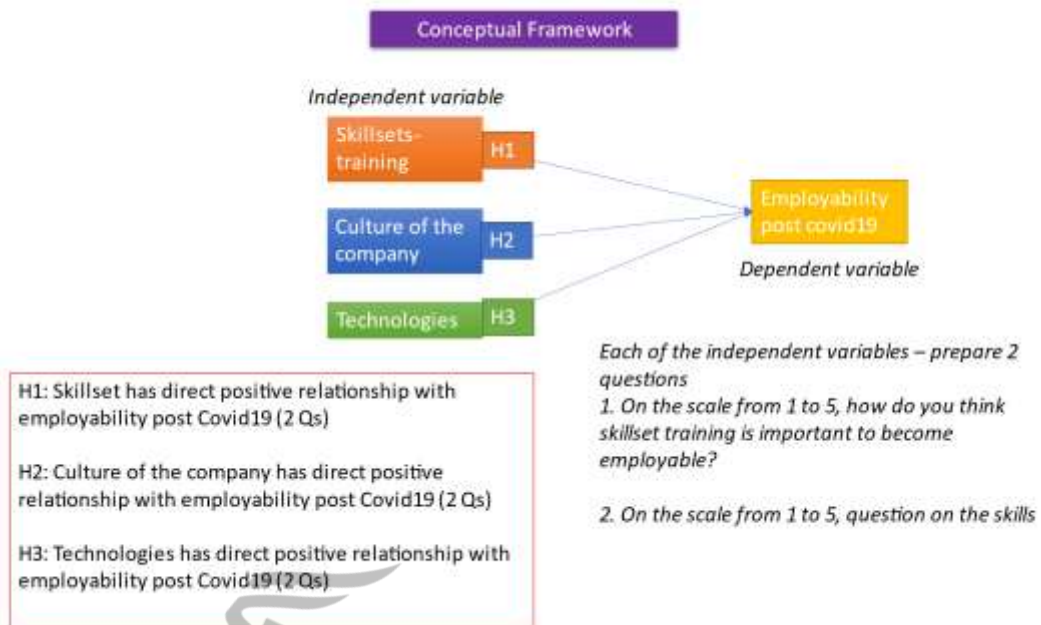 Conceptual Framework
Independent variable
Skillsets-
training
H1
Culture of the
company
H2
Technologies
H3
Employability
post covid19
Dependent variable
H1: Skillset has direct positive relationship with
employability post Covid19 (2 Qs)
H2: Culture of the company has direct positive
relationship with employability post Covid19 (2 Qs)
H3: Technologies has direct positive relationship with
employability post Covid19 (2 Qs)
Each of the independent variables – prepare 2
questions
1. On the scale from 1 to 5, how do you think
skillset training is important to become
employable?
2. On the scale from 1 to 5, question on the skills